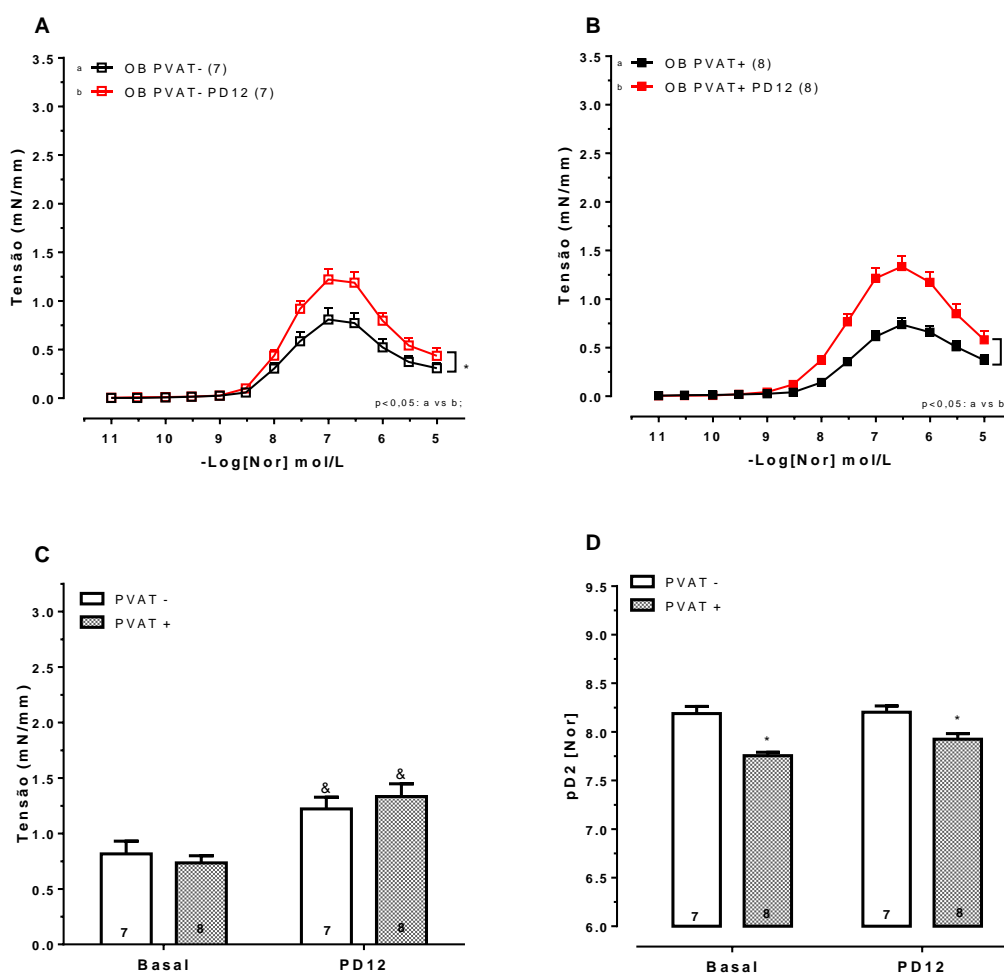 A
a OB PVAT- (7)
b OB PVAT- PD12 (7)
Tensão (mN/mm)
3.5
3.0
2.5
2.0
1.5
1.0
0.5
0.0
*
p<0,05: a vs b;
11 10 9 8 7 6 5
-Log[Nor] mol/L
B
a OB PVAT+ (8)
b OB PVAT+ PD12 (8)
Tensão (mN/mm)
3.5
3.0
2.5
2.0
1.5
1.0
0.5
0.0
p<0,05: a vs b
11 10 9 8 7 6 5
-Log[Nor] mol/L
C
PVAT -
PVAT +
Tensão (mN/mm)
3.0
2.5
2.0
1.5
1.0
0.5
0.0
& &
7 8 7 8
Basal PD12
D
PVAT -
PVAT +
pD2 [Nor]
9.5
9.0
8.5
8.0
7.5
7.0
6.5
6.0
* *
7 8 7 8
Basal PD12